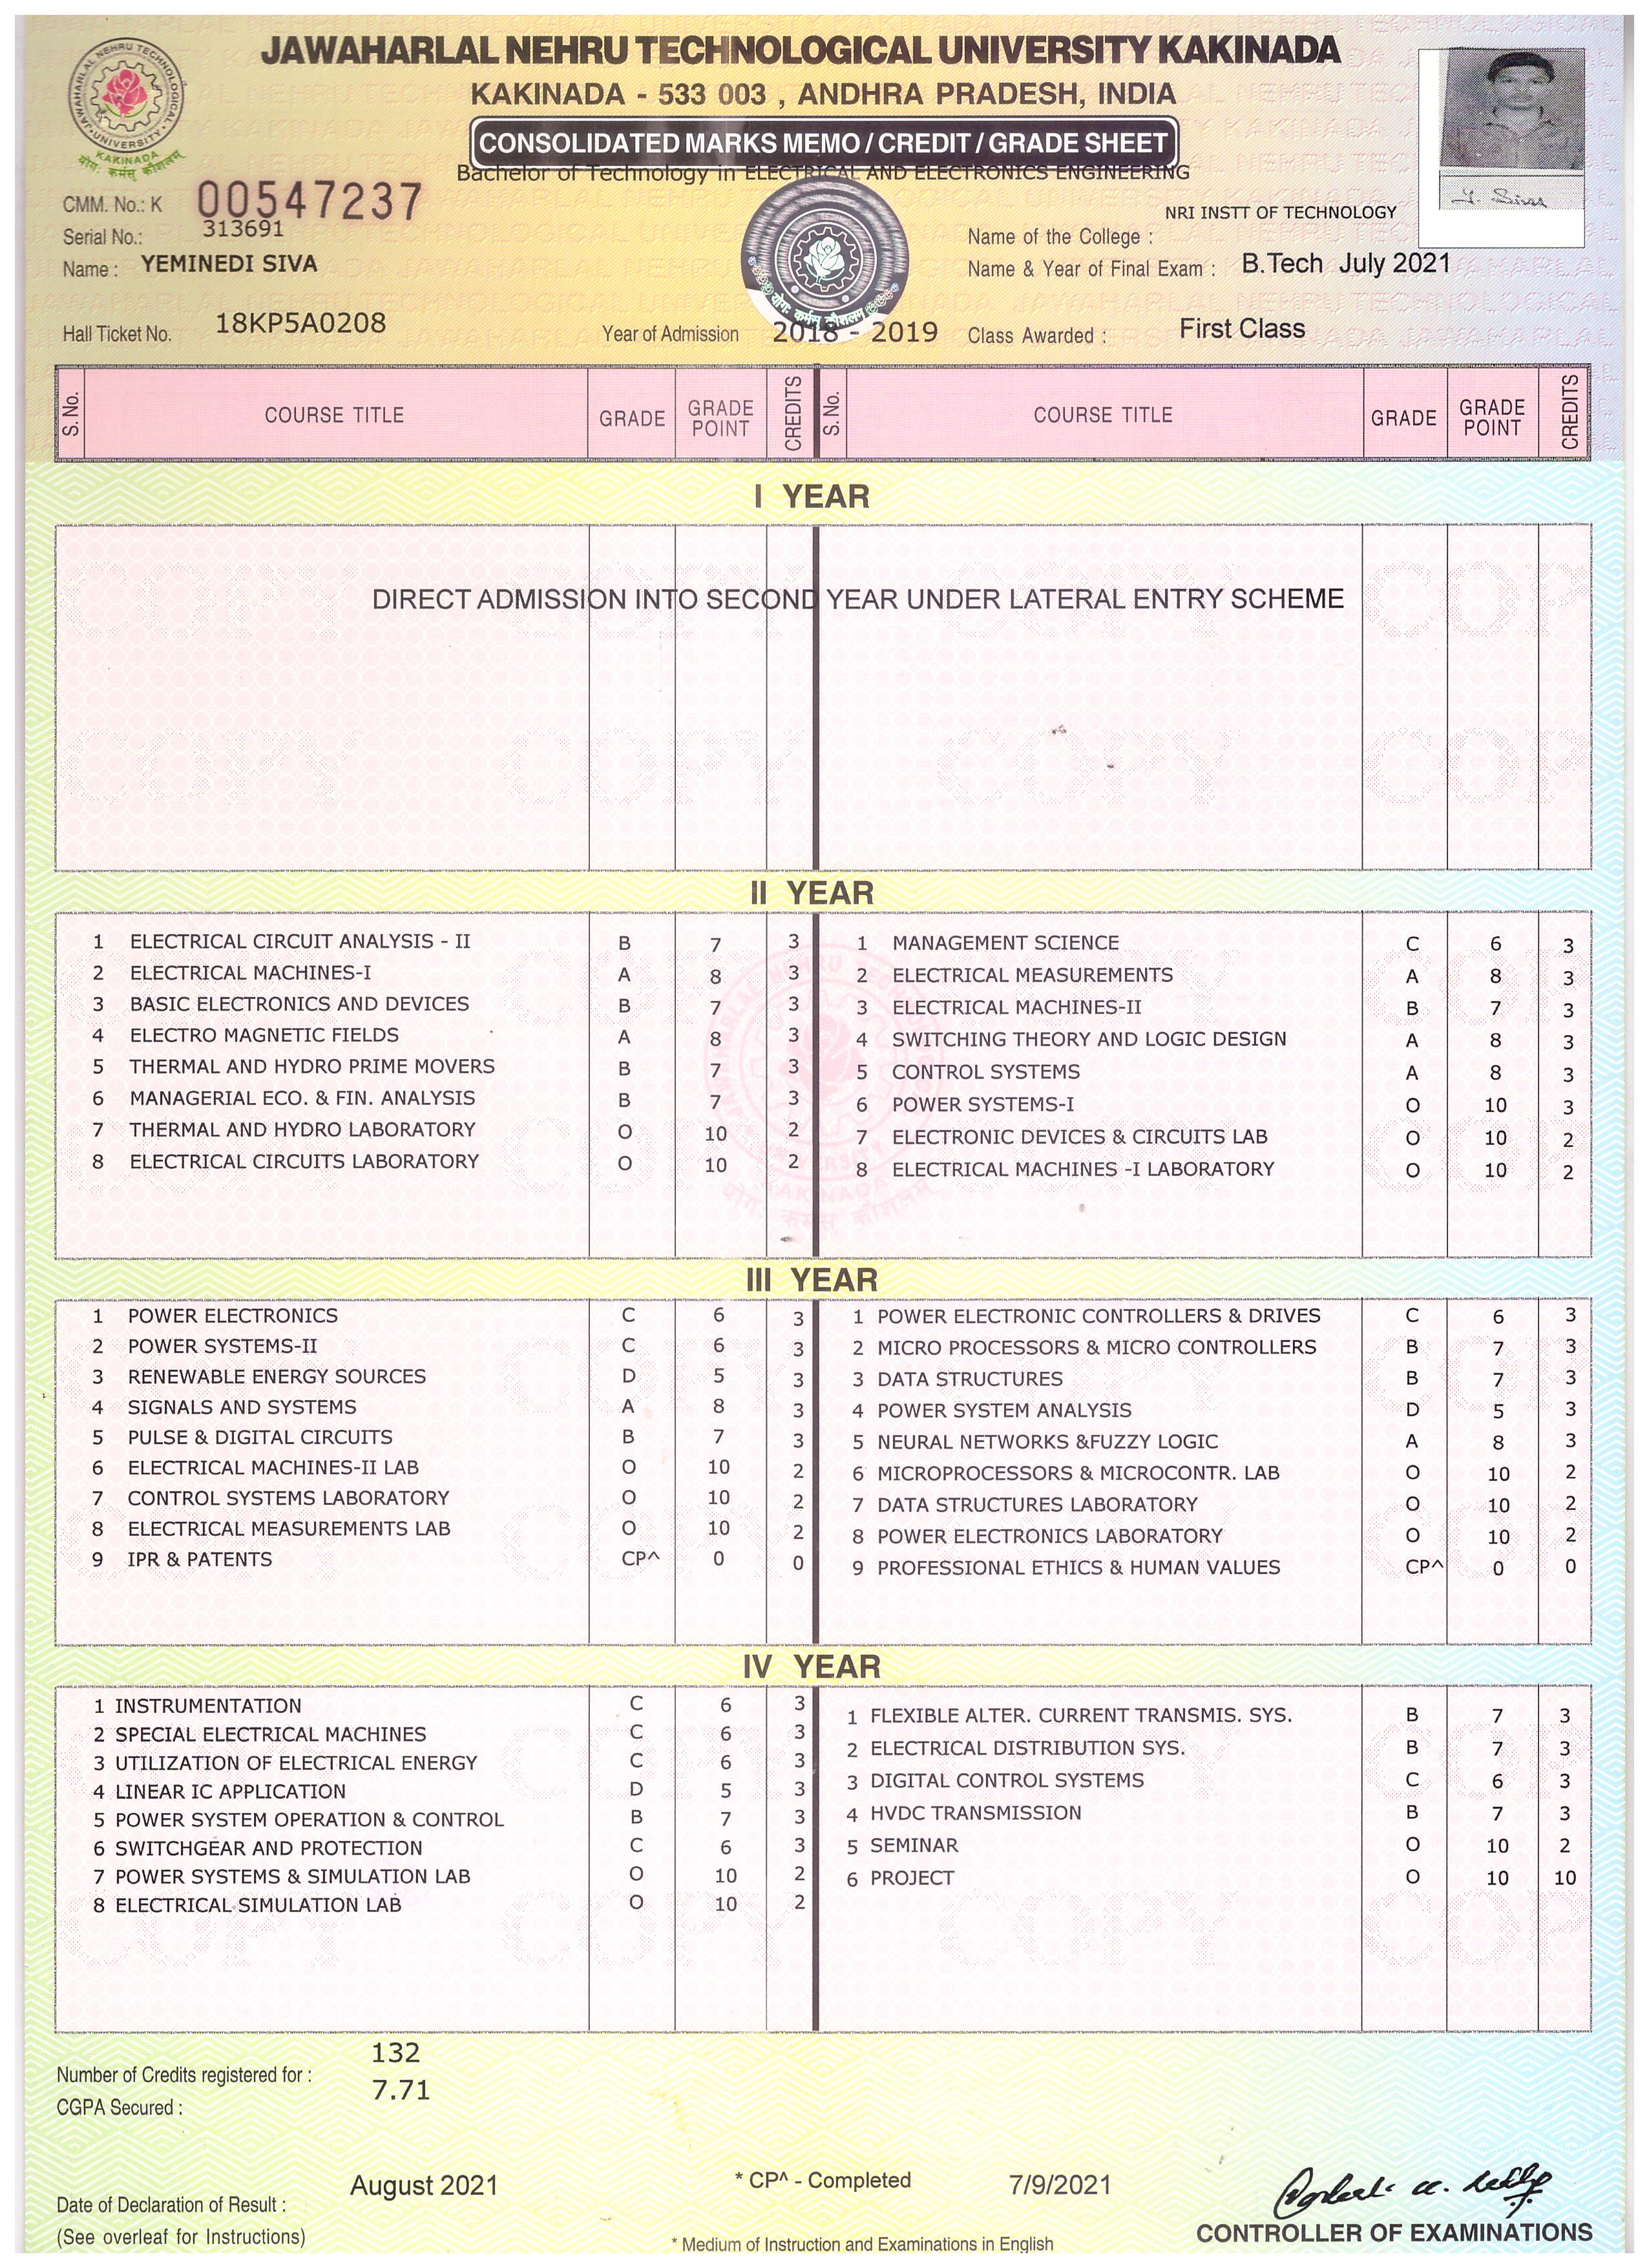 JAWAHARLAL NEHRU TECHNOLOGICAL UNIVERSITY KAKINADA
KAKINADA - 533 003 , ANDHRA PRADESH, INDIA
CONSOLIDATED MARKS MEMO / CREDIT / GRADE SHEET
Bachelor of Technology in ELECTRICAL AND ELECTRONICS ENGINEERING
JAWAHARLAL NEHRU TECHNOLOGICAL UNIVERSITY
KAKINADA
योगः कर्मसु कौशलम्
Y. Siva
CMM. No.: K 00547237
Serial No.: 313691
Name : YEMINEDI SIVA
Hall Ticket No. 18KP5A0208
Year of Admission 2018 - 2019
NRI INSTT OF TECHNOLOGY
Name of the College :
Name & Year of Final Exam : B.Tech July 2021
Class Awarded : First Class
योगः कर्मसु कौशलम्
S. No. COURSE TITLE GRADE GRADE POINT CREDITS S. No. COURSE TITLE GRADE GRADE POINT CREDITS
I YEAR
DIRECT ADMISSION INTO SECOND YEAR UNDER LATERAL ENTRY SCHEME
II YEAR
1 ELECTRICAL CIRCUIT ANALYSIS - II B 7 3 1 MANAGEMENT SCIENCE C 6 3
2 ELECTRICAL MACHINES-I A 8 3 2 ELECTRICAL MEASUREMENTS A 8 3
3 BASIC ELECTRONICS AND DEVICES B 7 3 3 ELECTRICAL MACHINES-II B 7 3
4 ELECTRO MAGNETIC FIELDS A 8 3 4 SWITCHING THEORY AND LOGIC DESIGN A 8 3
5 THERMAL AND HYDRO PRIME MOVERS B 7 3 5 CONTROL SYSTEMS A 8 3
6 MANAGERIAL ECO. & FIN. ANALYSIS B 7 3 6 POWER SYSTEMS-I O 10 3
7 THERMAL AND HYDRO LABORATORY O 10 2 7 ELECTRONIC DEVICES & CIRCUITS LAB O 10 2
8 ELECTRICAL CIRCUITS LABORATORY O 10 2 8 ELECTRICAL MACHINES -I LABORATORY O 10 2
III YEAR
1 POWER ELECTRONICS C 6 3 1 POWER ELECTRONIC CONTROLLERS & DRIVES C 6 3
2 POWER SYSTEMS-II C 6 3 2 MICRO PROCESSORS & MICRO CONTROLLERS B 7 3
3 RENEWABLE ENERGY SOURCES D 5 3 3 DATA STRUCTURES B 7 3
4 SIGNALS AND SYSTEMS A 8 3 4 POWER SYSTEM ANALYSIS D 5 3
5 PULSE & DIGITAL CIRCUITS B 7 3 5 NEURAL NETWORKS &FUZZY LOGIC A 8 3
6 ELECTRICAL MACHINES-II LAB O 10 2 6 MICROPROCESSORS & MICROCONTR. LAB O 10 2
7 CONTROL SYSTEMS LABORATORY O 10 2 7 DATA STRUCTURES LABORATORY O 10 2
8 ELECTRICAL MEASUREMENTS LAB O 10 2 8 POWER ELECTRONICS LABORATORY O 10 2
9 IPR & PATENTS CP^ 0 0 9 PROFESSIONAL ETHICS & HUMAN VALUES CP^ 0 0
IV YEAR
1 INSTRUMENTATION C 6 3 1 FLEXIBLE ALTER. CURRENT TRANSMIS. SYS. B 7 3
2 SPECIAL ELECTRICAL MACHINES C 6 3 2 ELECTRICAL DISTRIBUTION SYS. B 7 3
3 UTILIZATION OF ELECTRICAL ENERGY C 6 3 3 DIGITAL CONTROL SYSTEMS C 6 3
4 LINEAR IC APPLICATION D 5 3 4 HVDC TRANSMISSION B 7 3
5 POWER SYSTEM OPERATION & CONTROL B 7 3 5 SEMINAR O 10 2
6 SWITCHGEAR AND PROTECTION C 6 3 6 PROJECT O 10 10
7 POWER SYSTEMS & SIMULATION LAB O 10 2
8 ELECTRICAL SIMULATION LAB O 10 2
Number of Credits registered for : 132
CGPA Secured : 7.71
Date of Declaration of Result : August 2021
* CP^ - Completed 7/9/2021
(See overleaf for Instructions)
* Medium of Instruction and Examinations in English
CONTROLLER OF EXAMINATIONS